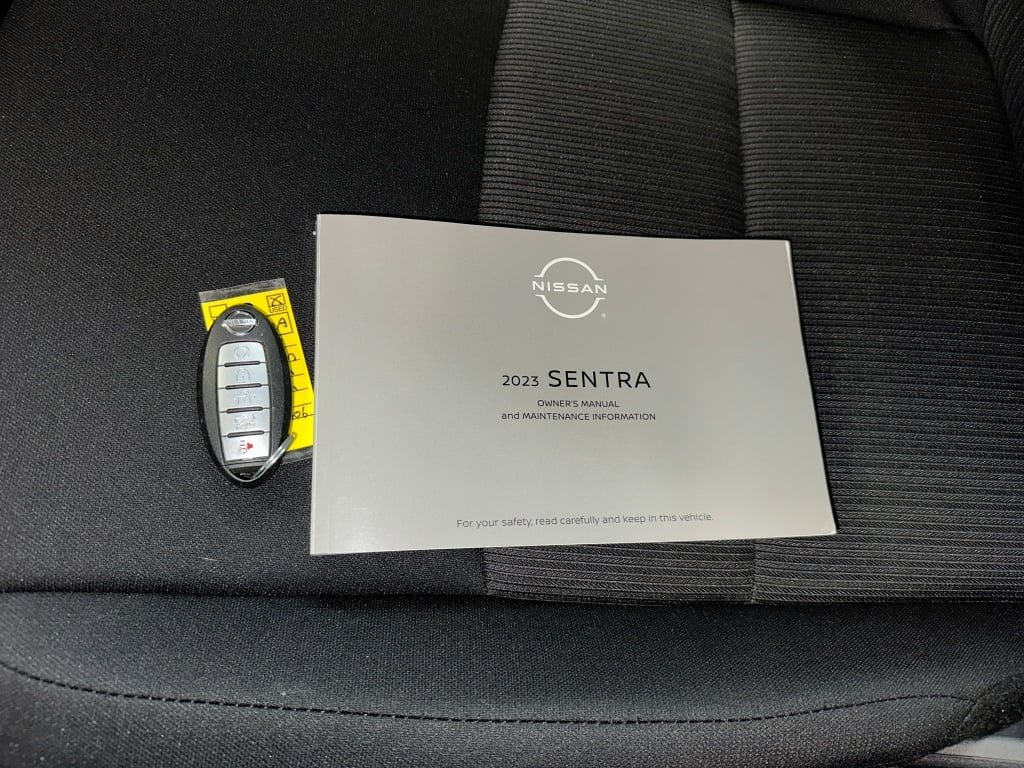 NISSAN
2023 SENTRA
OWNER'S MANUAL
and MAINTENANCE INFORMATION
For your safety, read carefully and keep in this vehicle.
USED
A
NISSAN